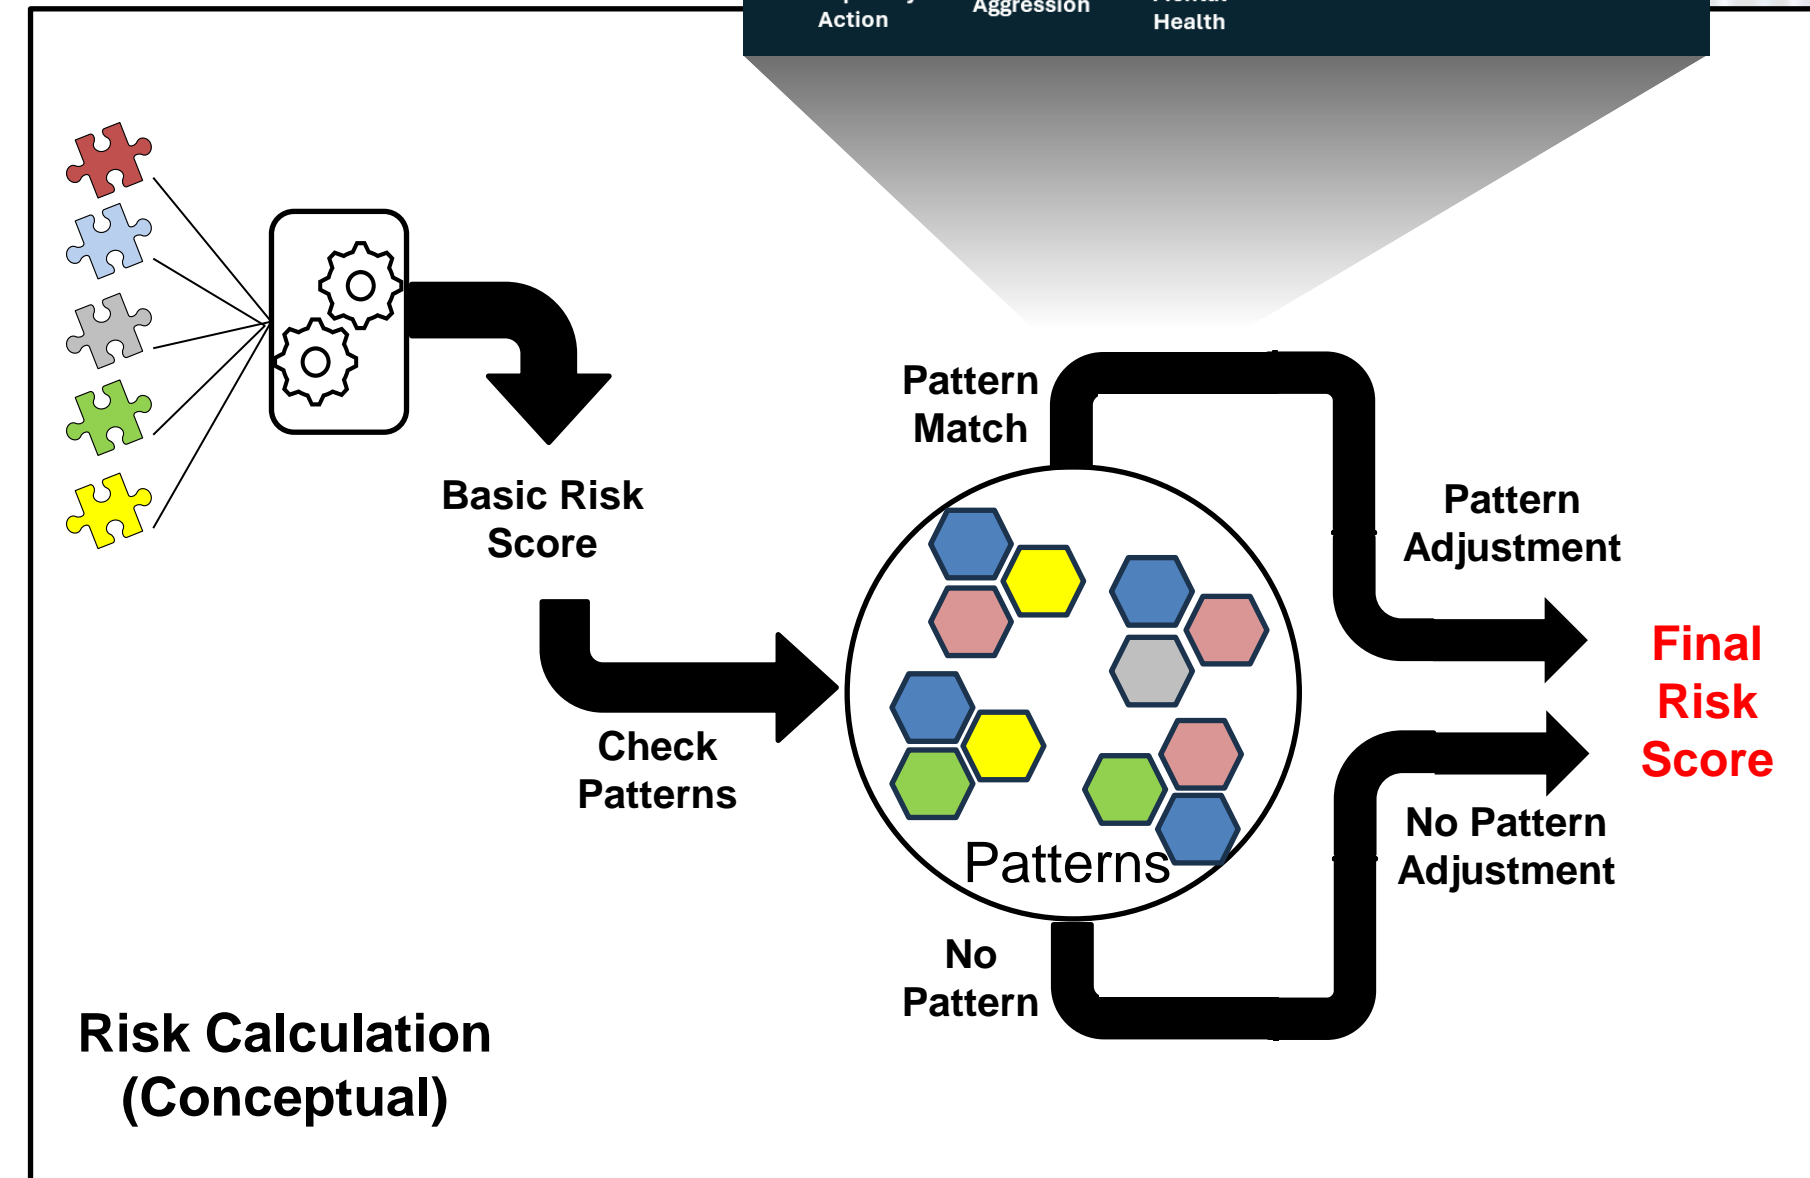 Action
Aggression
Health
Pattern
Match
Basic Risk
Score
Pattern
Adjustment
Final
Risk
Score
Check
Patterns
No Pattern
Adjustment
Patterns
No
Pattern
Risk Calculation
(Conceptual)